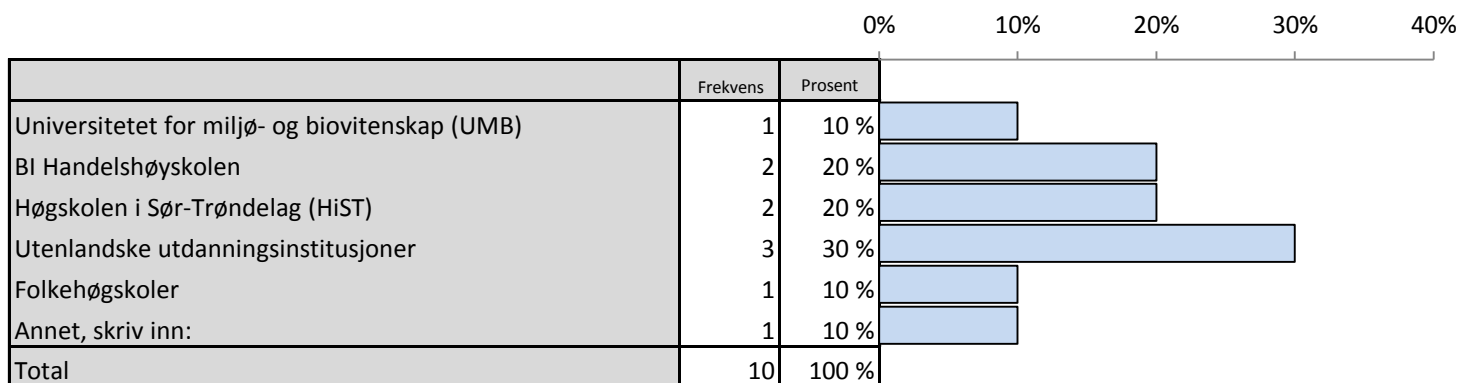 0% 10% 20% 30% 40%
Frekvens Prosent
Universitetet for miljø- og biovitenskap (UMB) 1 10 %
BI Handelshøyskolen 2 20 %
Høgskolen i Sør-Trøndelag (HiST) 2 20 %
Utenlandske utdanningsinstitusjoner 3 30 %
Folkehøgskoler 1 10 %
Annet, skriv inn: 1 10 %
Total 10 100 %